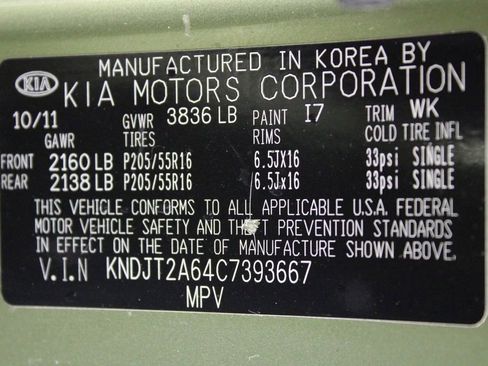 MANUFACTURED IN KOREA BY
KIA KIA MOTORS CORPORATION
10/11 GVWR 3836 LB PAINT I7 TRIM WK
GAWR TIRES RIMS COLD TIRE INFL
FRONT 2160 LB P205/55R16 6.5JX16 33psi SINGLE
REAR 2138 LB P205/55R16 6.5Jx16 33psi SINGLE
THIS VEHICLE CONFORMS TO ALL APPLICABLE U.S.A. FEDERAL
MOTOR VEHICLE SAFETY AND THEFT PREVENTION STANDARDS
IN EFFECT ON THE DATE OF MANUFACTURE SHOWN ABOVE.
V.I.N KNDJT2A64C7393667
MPV